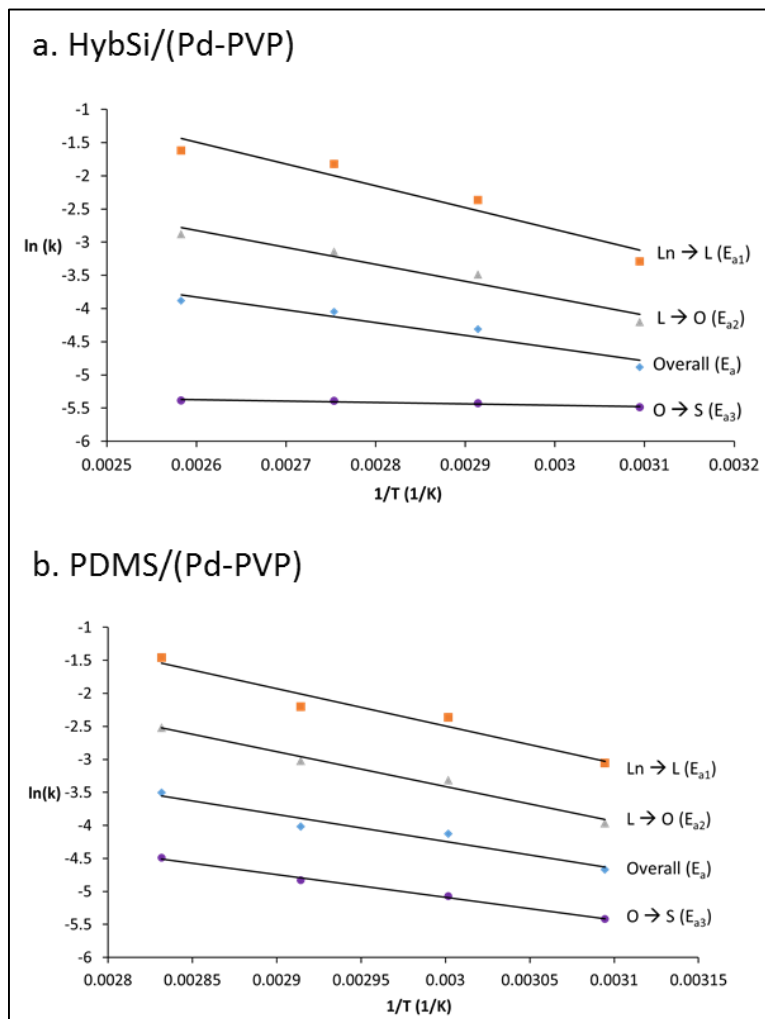 a. HybSi/(Pd-PVP)
-1
-1.5
-2
-2.5
ln (k)
-3
-3.5
-4
-4.5
-5
-5.5
-6
Ln → L (Ea1)
L → O (Ea2)
Overall (Ea)
O → S (Ea3)
0.0025 0.0026 0.0027 0.0028 0.0029 0.003 0.0031 0.0032
1/T (1/K)
b. PDMS/(Pd-PVP)
-1
-1.5
-2
-2.5
-3
ln(k)
-3.5
-4
-4.5
-5
-5.5
-6
Ln → L (Ea1)
L → O (Ea2)
Overall (Ea)
O → S (Ea3)
0.0028 0.00285 0.0029 0.00295 0.003 0.00305 0.0031 0.00315
1/T (1/K)